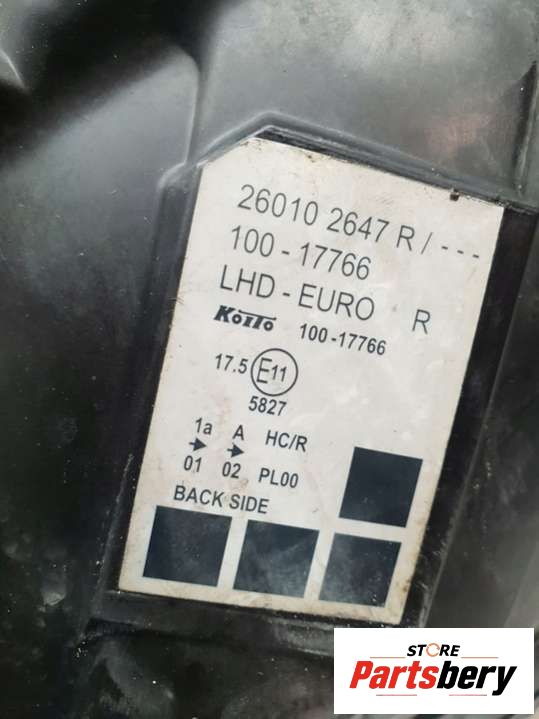 26010 2647 R / ---
100 - 17766
LHD - EURO R
Koito 100 -17766
17.5 E11
5827
1a A HC/R
01 02 PL00
BACK SIDE
STORE
Partsbery